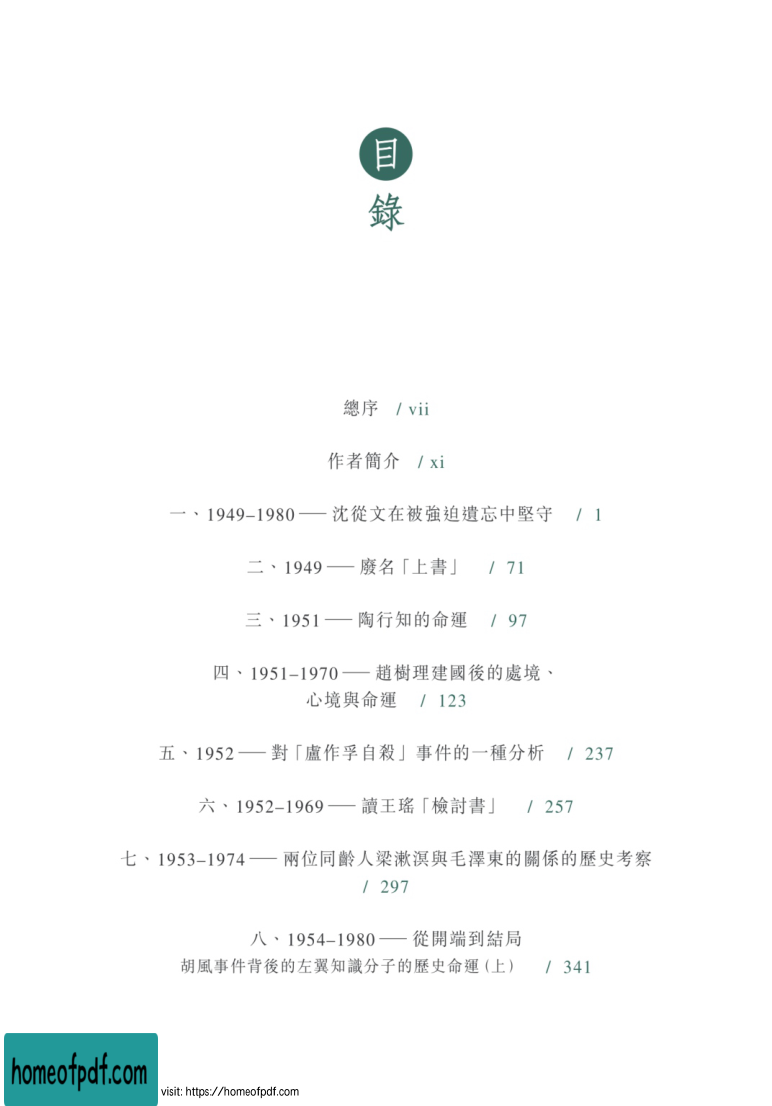 目
錄
總序 / vii
作者簡介 / xi
一、1949–1980 —— 沈從文在被強迫遺忘中堅守 / 1
二、1949 —— 廢名「上書」 / 71
三、1951 —— 陶行知的命運 / 97
四、1951–1970 —— 趙樹理建國後的處境、
心境與命運 / 123
五、1952 —— 對「盧作孚自殺」事件的一種分析 / 237
六、1952–1969 —— 讀王瑤「檢討書」 / 257
七、1953–1974 —— 兩位同齡人梁漱溟與毛澤東的關係的歷史考察
/ 297
八、1954–1980 —— 從開端到結局
胡風事件背後的左翼知識分子的歷史命運（上） / 341
homeofpdf.com
visit: https://homeofpdf.com